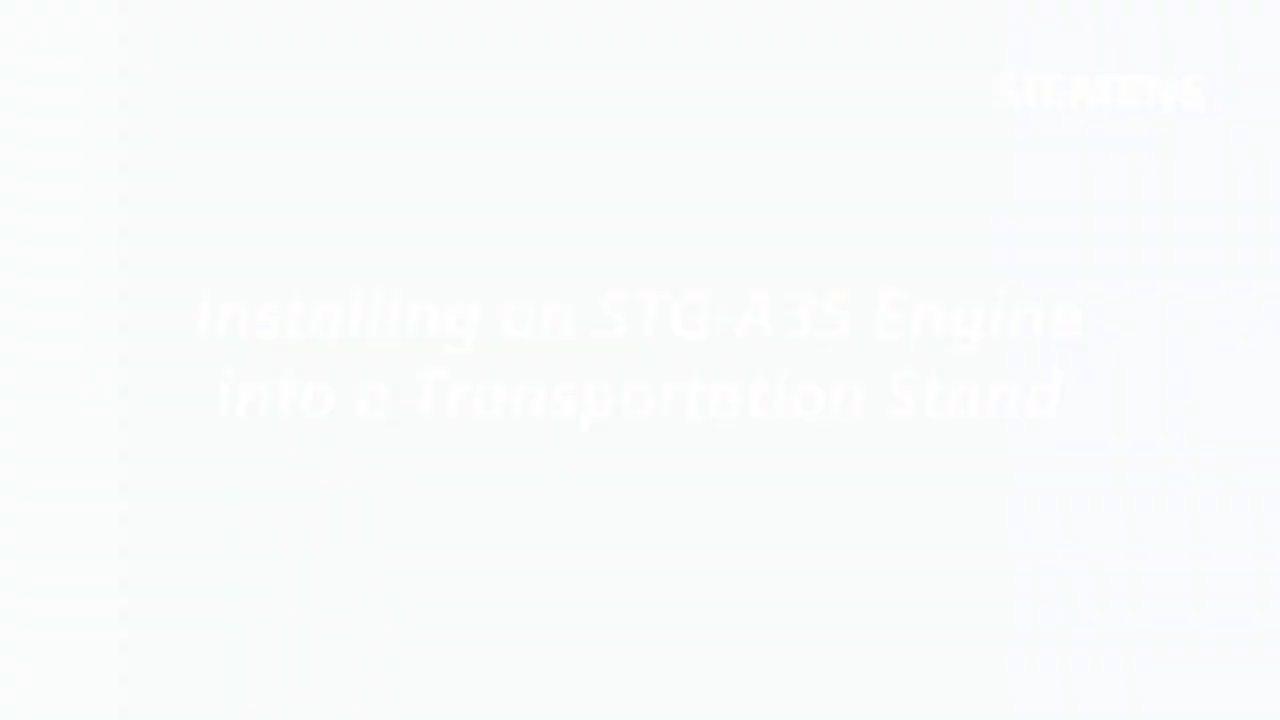 SIEMENS
Installing an STG-A35 Engine
into a Transportation Stand